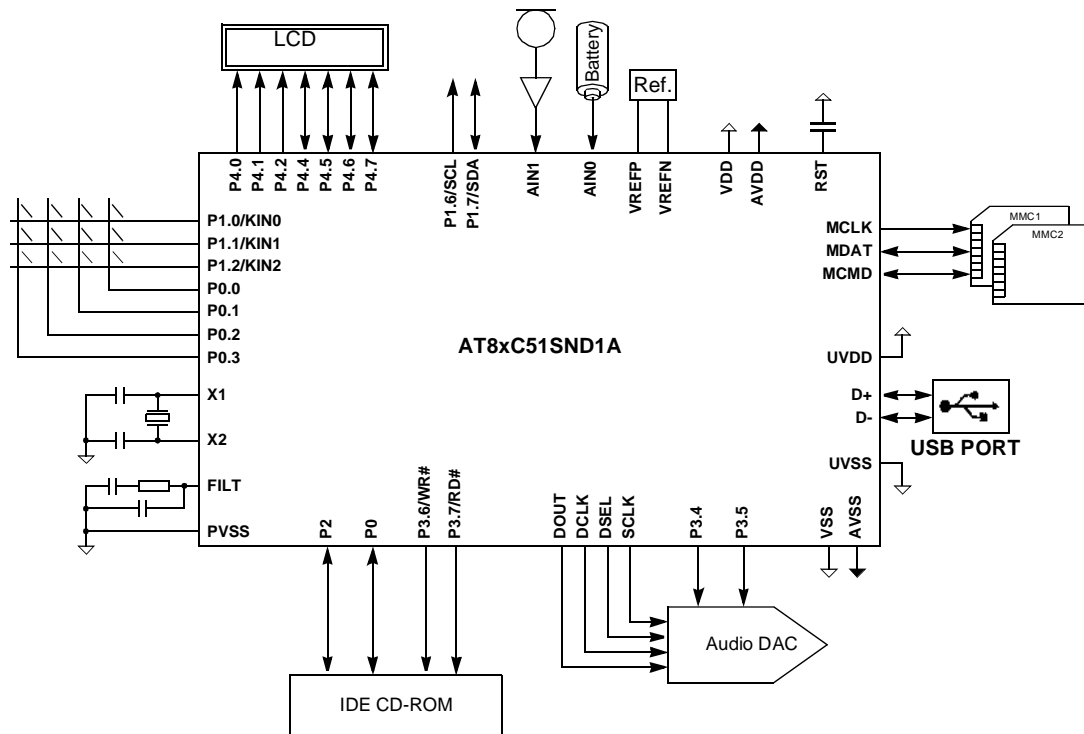 LCD
Battery
Ref.
P4.0
P4.1
P4.2
P4.4
P4.5
P4.6
P4.7
P1.6/SCL
P1.7/SDA
AIN1
AIN0
VREFP
VREFN
VDD
AVDD
RST
P1.0/KIN0
P1.1/KIN1
P1.2/KIN2
P0.0
P0.1
P0.2
P0.3
X1
X2
FILT
PVSS
AT8xC51SND1A
MCLK
MDAT
MCMD
MMC1
MMC2
UVDD
D+
D-
USB PORT
UVSS
P2
P0
P3.6/WR#
P3.7/RD#
DOUT
DCLK
DSEL
SCLK
P3.4
P3.5
VSS
AVSS
IDE CD-ROM
Audio DAC